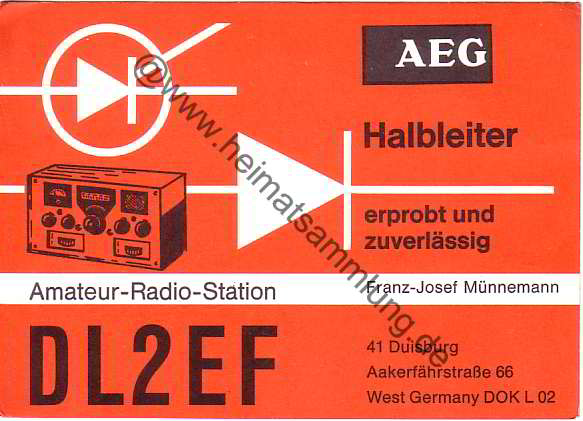 AEG
Halbleiter
erprobt und
zuverlässig
Amateur-Radio-Station
Franz-Josef Münnemann
DL2EF
41 Duisburg
Aakerfährstraße 66
West Germany DOK L 02
@www.heimatsammlung.de